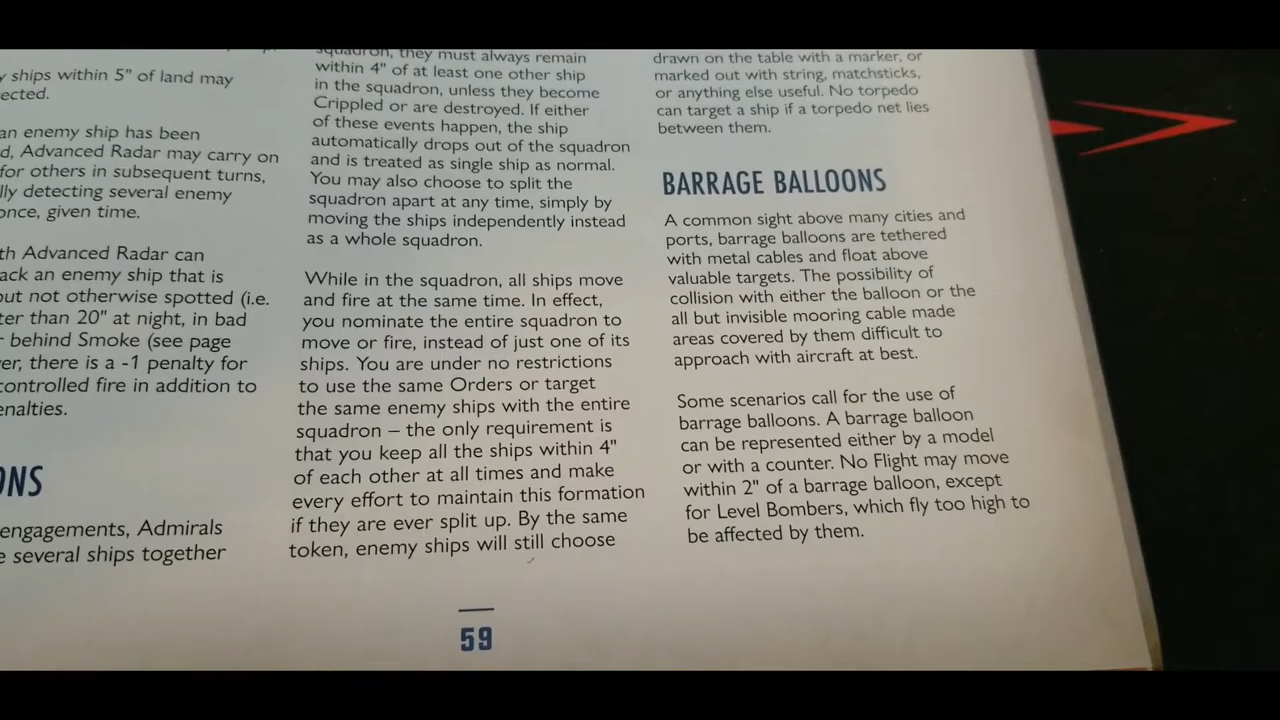 y ships within 5" of land may
ected.
an enemy ship has been
d, Advanced Radar may carry on
for others in subsequent turns,
lly detecting several enemy
once, given time.
th Advanced Radar can
ack an enemy ship that is
out not otherwise spotted (i.e.
ter than 20" at night, in bad
r behind Smoke (see page
ver, there is a -1 penalty for
controlled fire in addition to
enalties.
ONS
engagements, Admirals
e several ships together
squadron, they must always remain
within 4" of at least one other ship
in the squadron, unless they become
Crippled or are destroyed. If either
of these events happen, the ship
automatically drops out of the squadron
and is treated as single ship as normal.
You may also choose to split the
squadron apart at any time, simply by
moving the ships independently instead
as a whole squadron.
While in the squadron, all ships move
and fire at the same time. In effect,
you nominate the entire squadron to
move or fire, instead of just one of its
ships. You are under no restrictions
to use the same Orders or target
the same enemy ships with the entire
squadron – the only requirement is
that you keep all the ships within 4"
of each other at all times and make
every effort to maintain this formation
if they are ever split up. By the same
token, enemy ships will still choose
drawn on the table with a marker, or
marked out with string, matchsticks,
or anything else useful. No torpedo
can target a ship if a torpedo net lies
between them.
BARRAGE BALLOONS
A common sight above many cities and
ports, barrage balloons are tethered
with metal cables and float above
valuable targets. The possibility of
collision with either the balloon or the
all but invisible mooring cable made
areas covered by them difficult to
approach with aircraft at best.
Some scenarios call for the use of
barrage balloons. A barrage balloon
can be represented either by a model
or with a counter. No Flight may move
within 2" of a barrage balloon, except
for Level Bombers, which fly too high to
be affected by them.
59